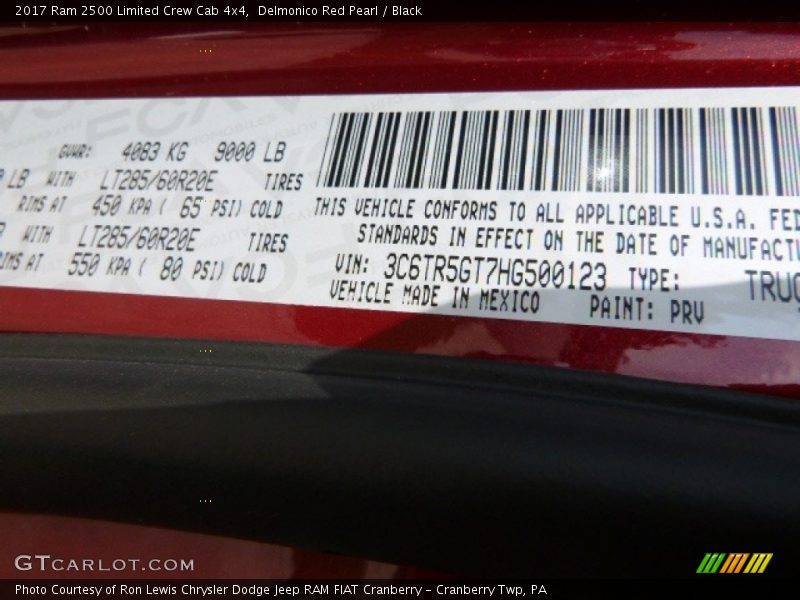 2017 Ram 2500 Limited Crew Cab 4x4,  Delmonico Red Pearl / Black
GVWR: 4083 KG 9000 LB
LB WITH LT285/60R20E TIRES
RIMS AT 450 KPA ( 65 PSI) COLD
WITH LT285/60R20E TIRES
RIMS AT 550 KPA ( 80 PSI) COLD
THIS VEHICLE CONFORMS TO ALL APPLICABLE U.S.A. FED
STANDARDS IN EFFECT ON THE DATE OF MANUFACTU
VIN: 3C6TR5GT7HG500123 TYPE: TRUC
VEHICLE MADE IN MEXICO PAINT: PRV
GTCARLOT.COM
Photo Courtesy of Ron Lewis Chrysler Dodge Jeep RAM FIAT Cranberry – Cranberry Twp, PA